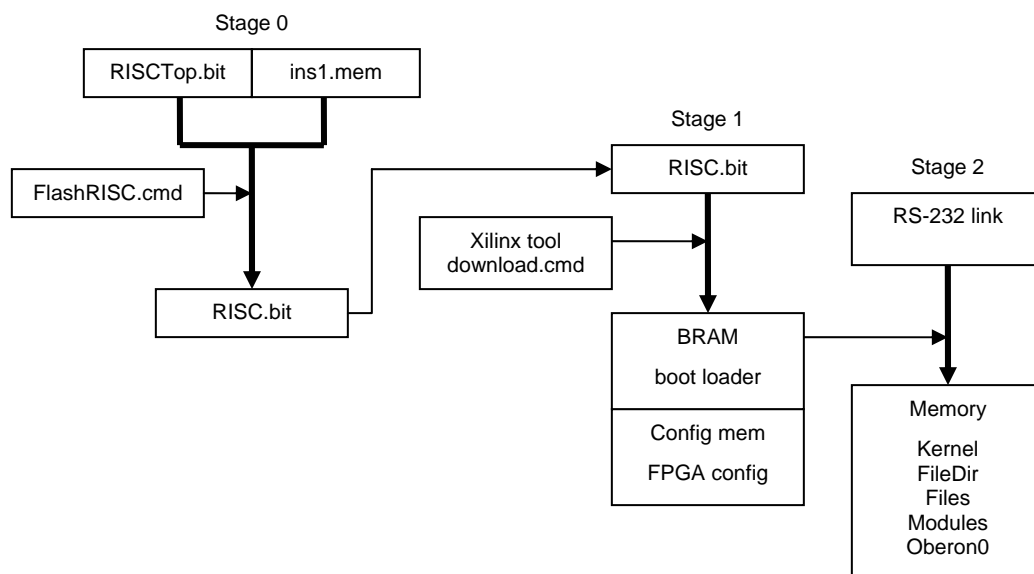 Stage 0
RISCTop.bit
ins1.mem
FlashRISC.cmd
RISC.bit
Stage 1
RISC.bit
Xilinx tool
download.cmd
BRAM
boot loader
Config mem
FPGA config
Stage 2
RS-232 link
Memory
Kernel
FileDir
Files
Modules
Oberon0